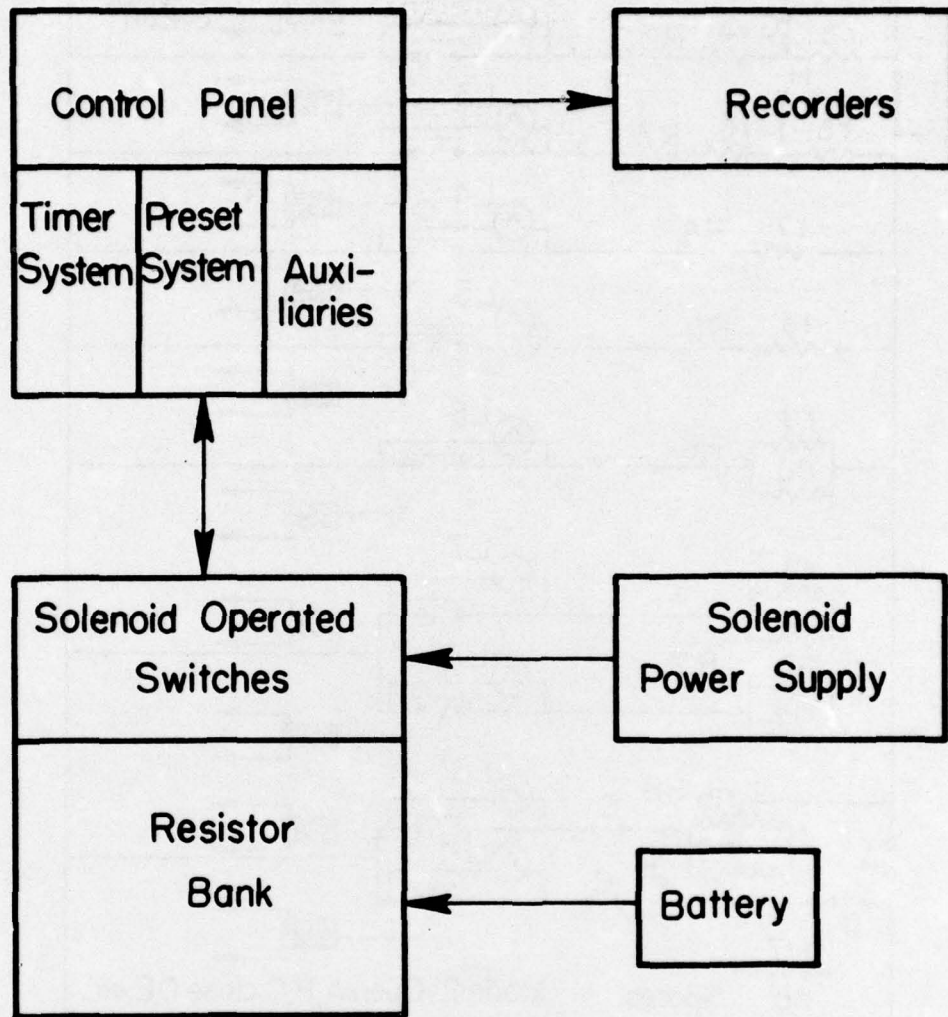 Control Panel
Recorders
Timer
System
Preset
System
Auxi-
liaries
Solenoid Operated
Switches
Solenoid
Power Supply
Resistor
Bank
Battery